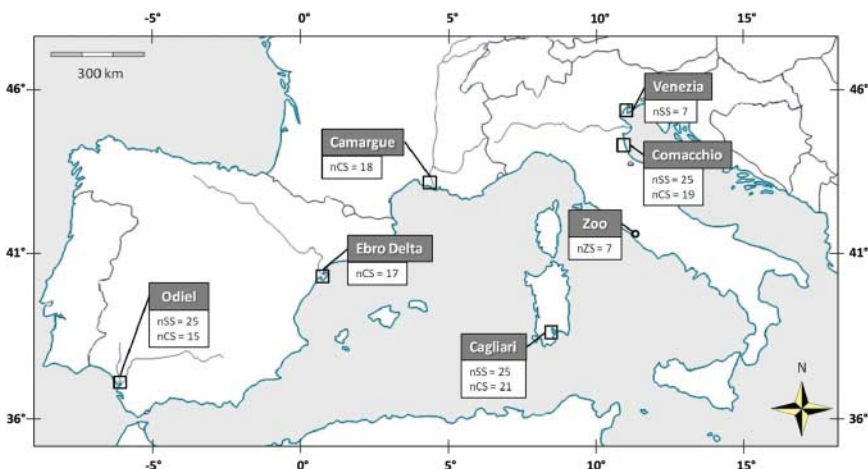 -5° 0° 5° 10° 15°
300 km
46° 46°
Venezia
nSS = 7
Camargue
nCS = 18
Comacchio
nSS = 25
nCS = 19
Zoo
nZS = 7
Ebro Delta
nCS = 17
41° 41°
Odiel
nSS = 25
nCS = 15
Cagliari
nSS = 25
nCS = 21
N
36° 36°
-5° 0° 5° 10° 15°